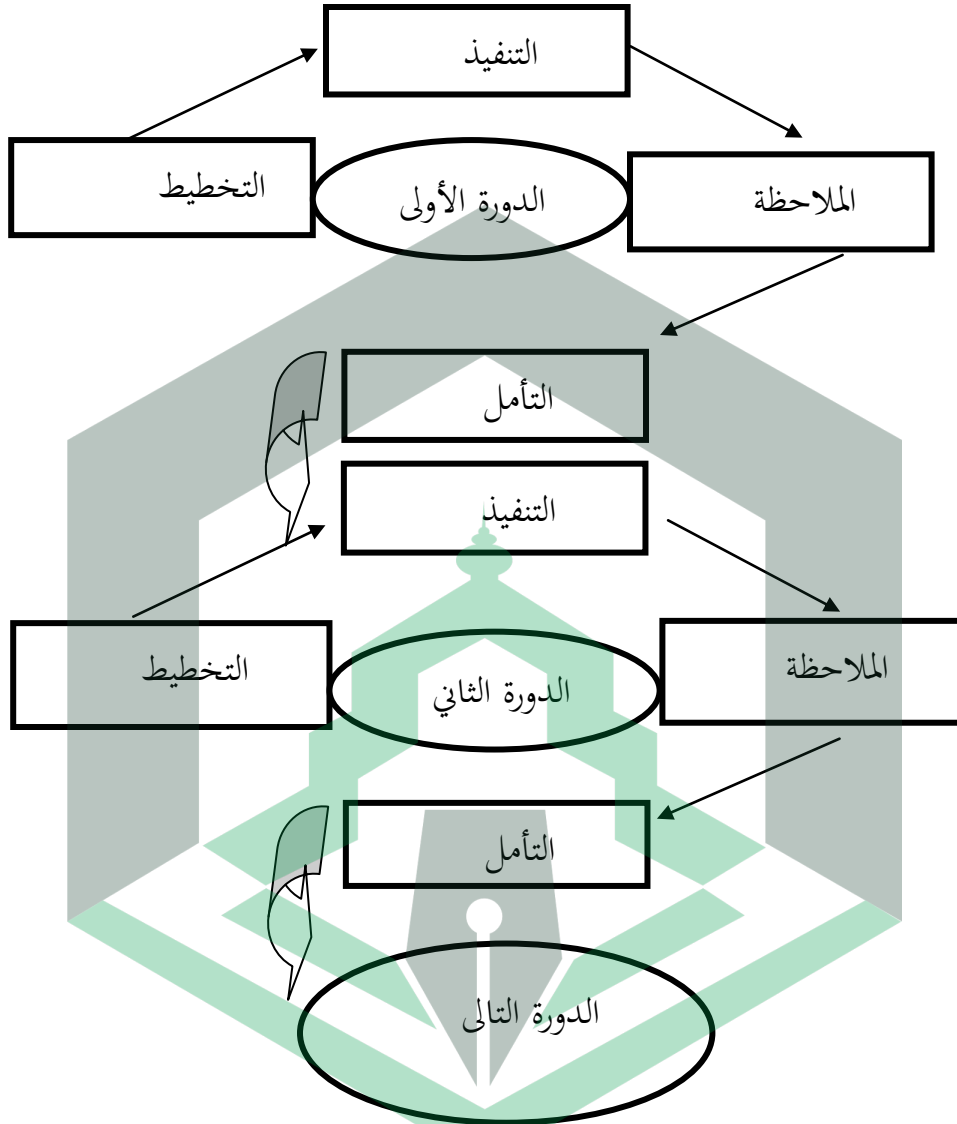 التنفيذ
التخطيط
الدورة الأولى
الملاحظة
التأمل
التنفيذ
التخطيط
الدورة الثاني
الملاحظة
التأمل
الدورة التالى